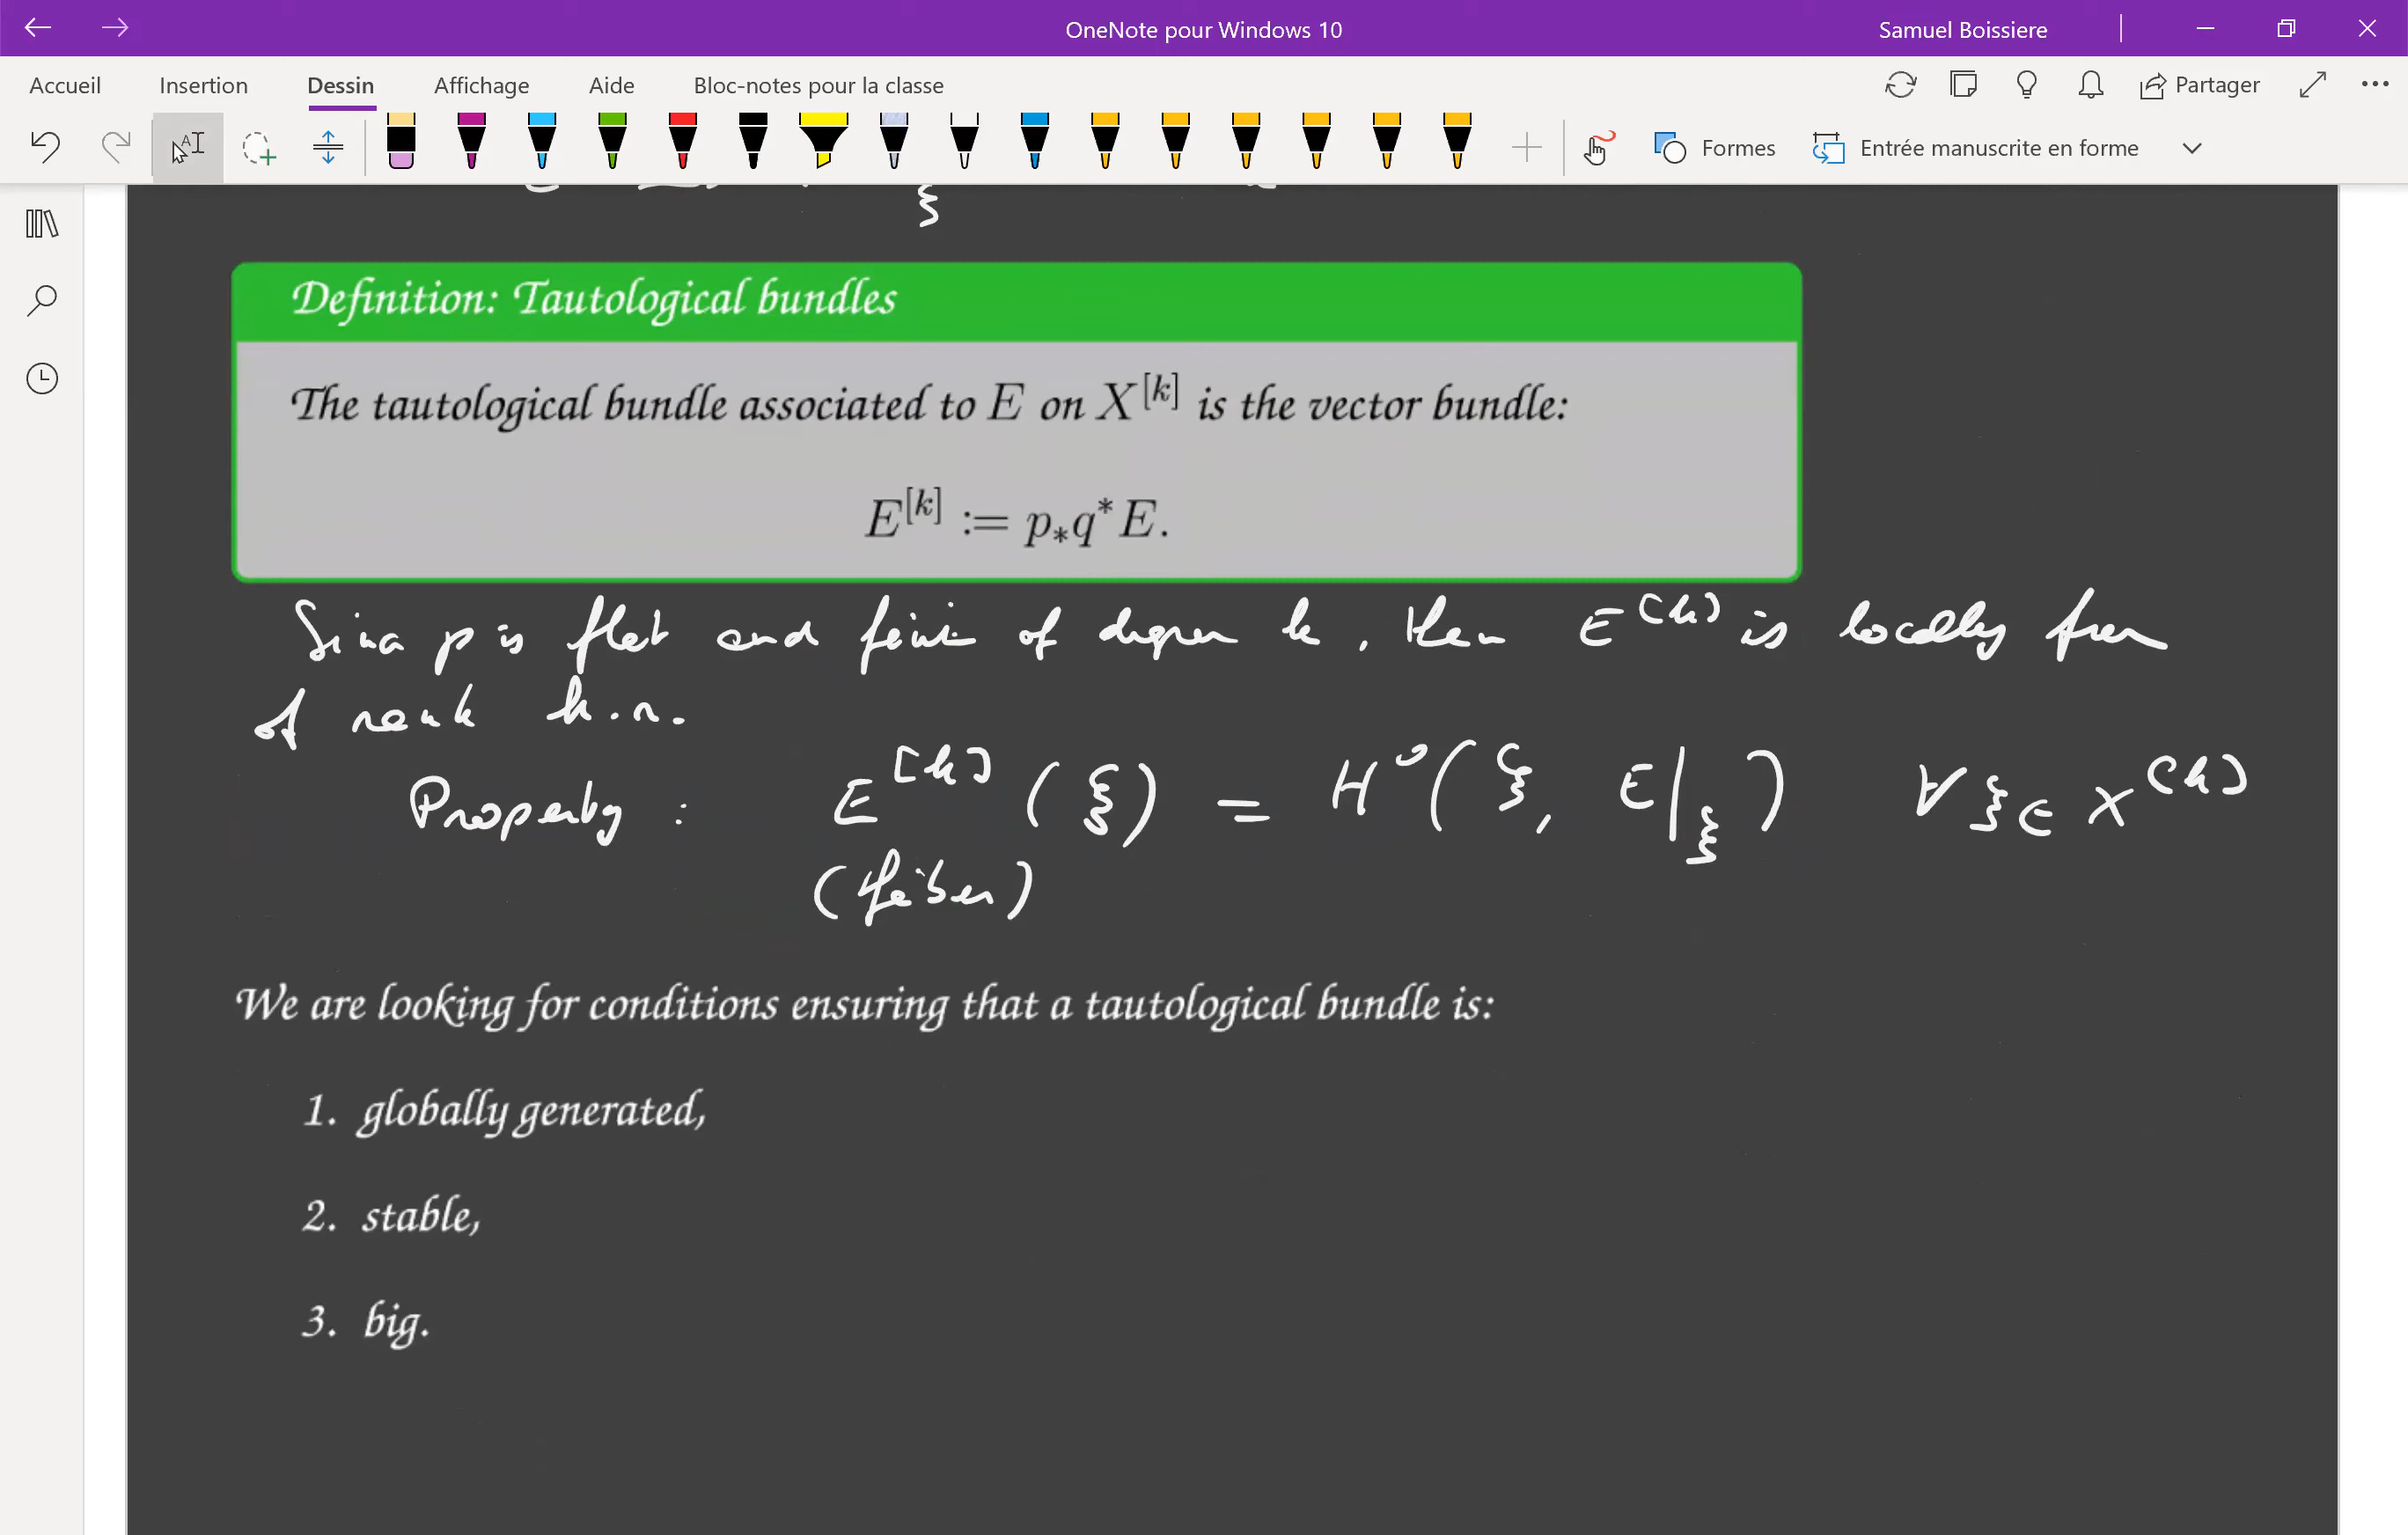 OneNote pour Windows 10
Samuel Boissiere
Accueil Insertion Dessin Affichage Aide Bloc-notes pour la classe Partager
Formes Entrée manuscrite en forme
Definition: Tautological bundles
The tautological bundle associated to E on X^[k] is the vector bundle:
E^[k] := p_* q^* E.
Since p is flat and finite of degree k, then E^[k] is locally free
of rank k.r.
Property : E^[k](ξ) = H^0(ξ, E|_ξ) ∀ ξ ∈ X^[k]
(fiber)
We are looking for conditions ensuring that a tautological bundle is:
1. globally generated,
2. stable,
3. big.